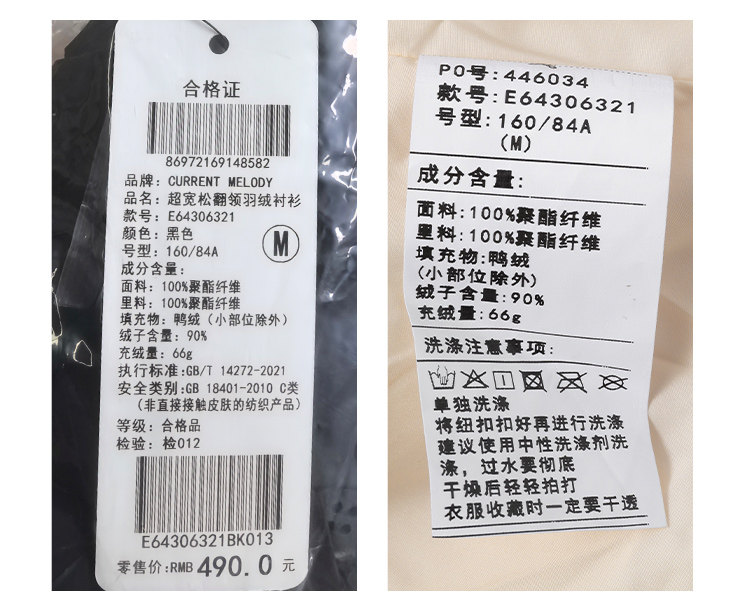 合格证
86972169148582
品牌: CURRENT MELODY
品名: 超宽松翻领羽绒衬衫
款号: E64306321
颜色: 黑色
号型: 160/84A
M
成分含量:
面料: 100%聚酯纤维
里料: 100%聚酯纤维
填充物: 鸭绒（小部位除外）
绒子含量: 90%
充绒量: 66g
执行标准:GB/T 14272-2021
安全类别:GB 18401-2010 C类
（非直接接触皮肤的纺织产品）
等级: 合格品
检验: 检012
E64306321BK013
零售价:RMB 490.0 元
PO号:446034
款号:E64306321
号型:160/84A
(M)
成分含量:
面料:100%聚酯纤维
里料:100%聚酯纤维
填充物:鸭绒
(小部位除外)
绒子含量:90%
充绒量:66g
洗涤注意事项:
单独洗涤
将纽扣扣好再进行洗涤
建议使用中性洗涤剂洗
涤，过水要彻底
干燥后轻轻拍打
衣服收藏时一定要干透